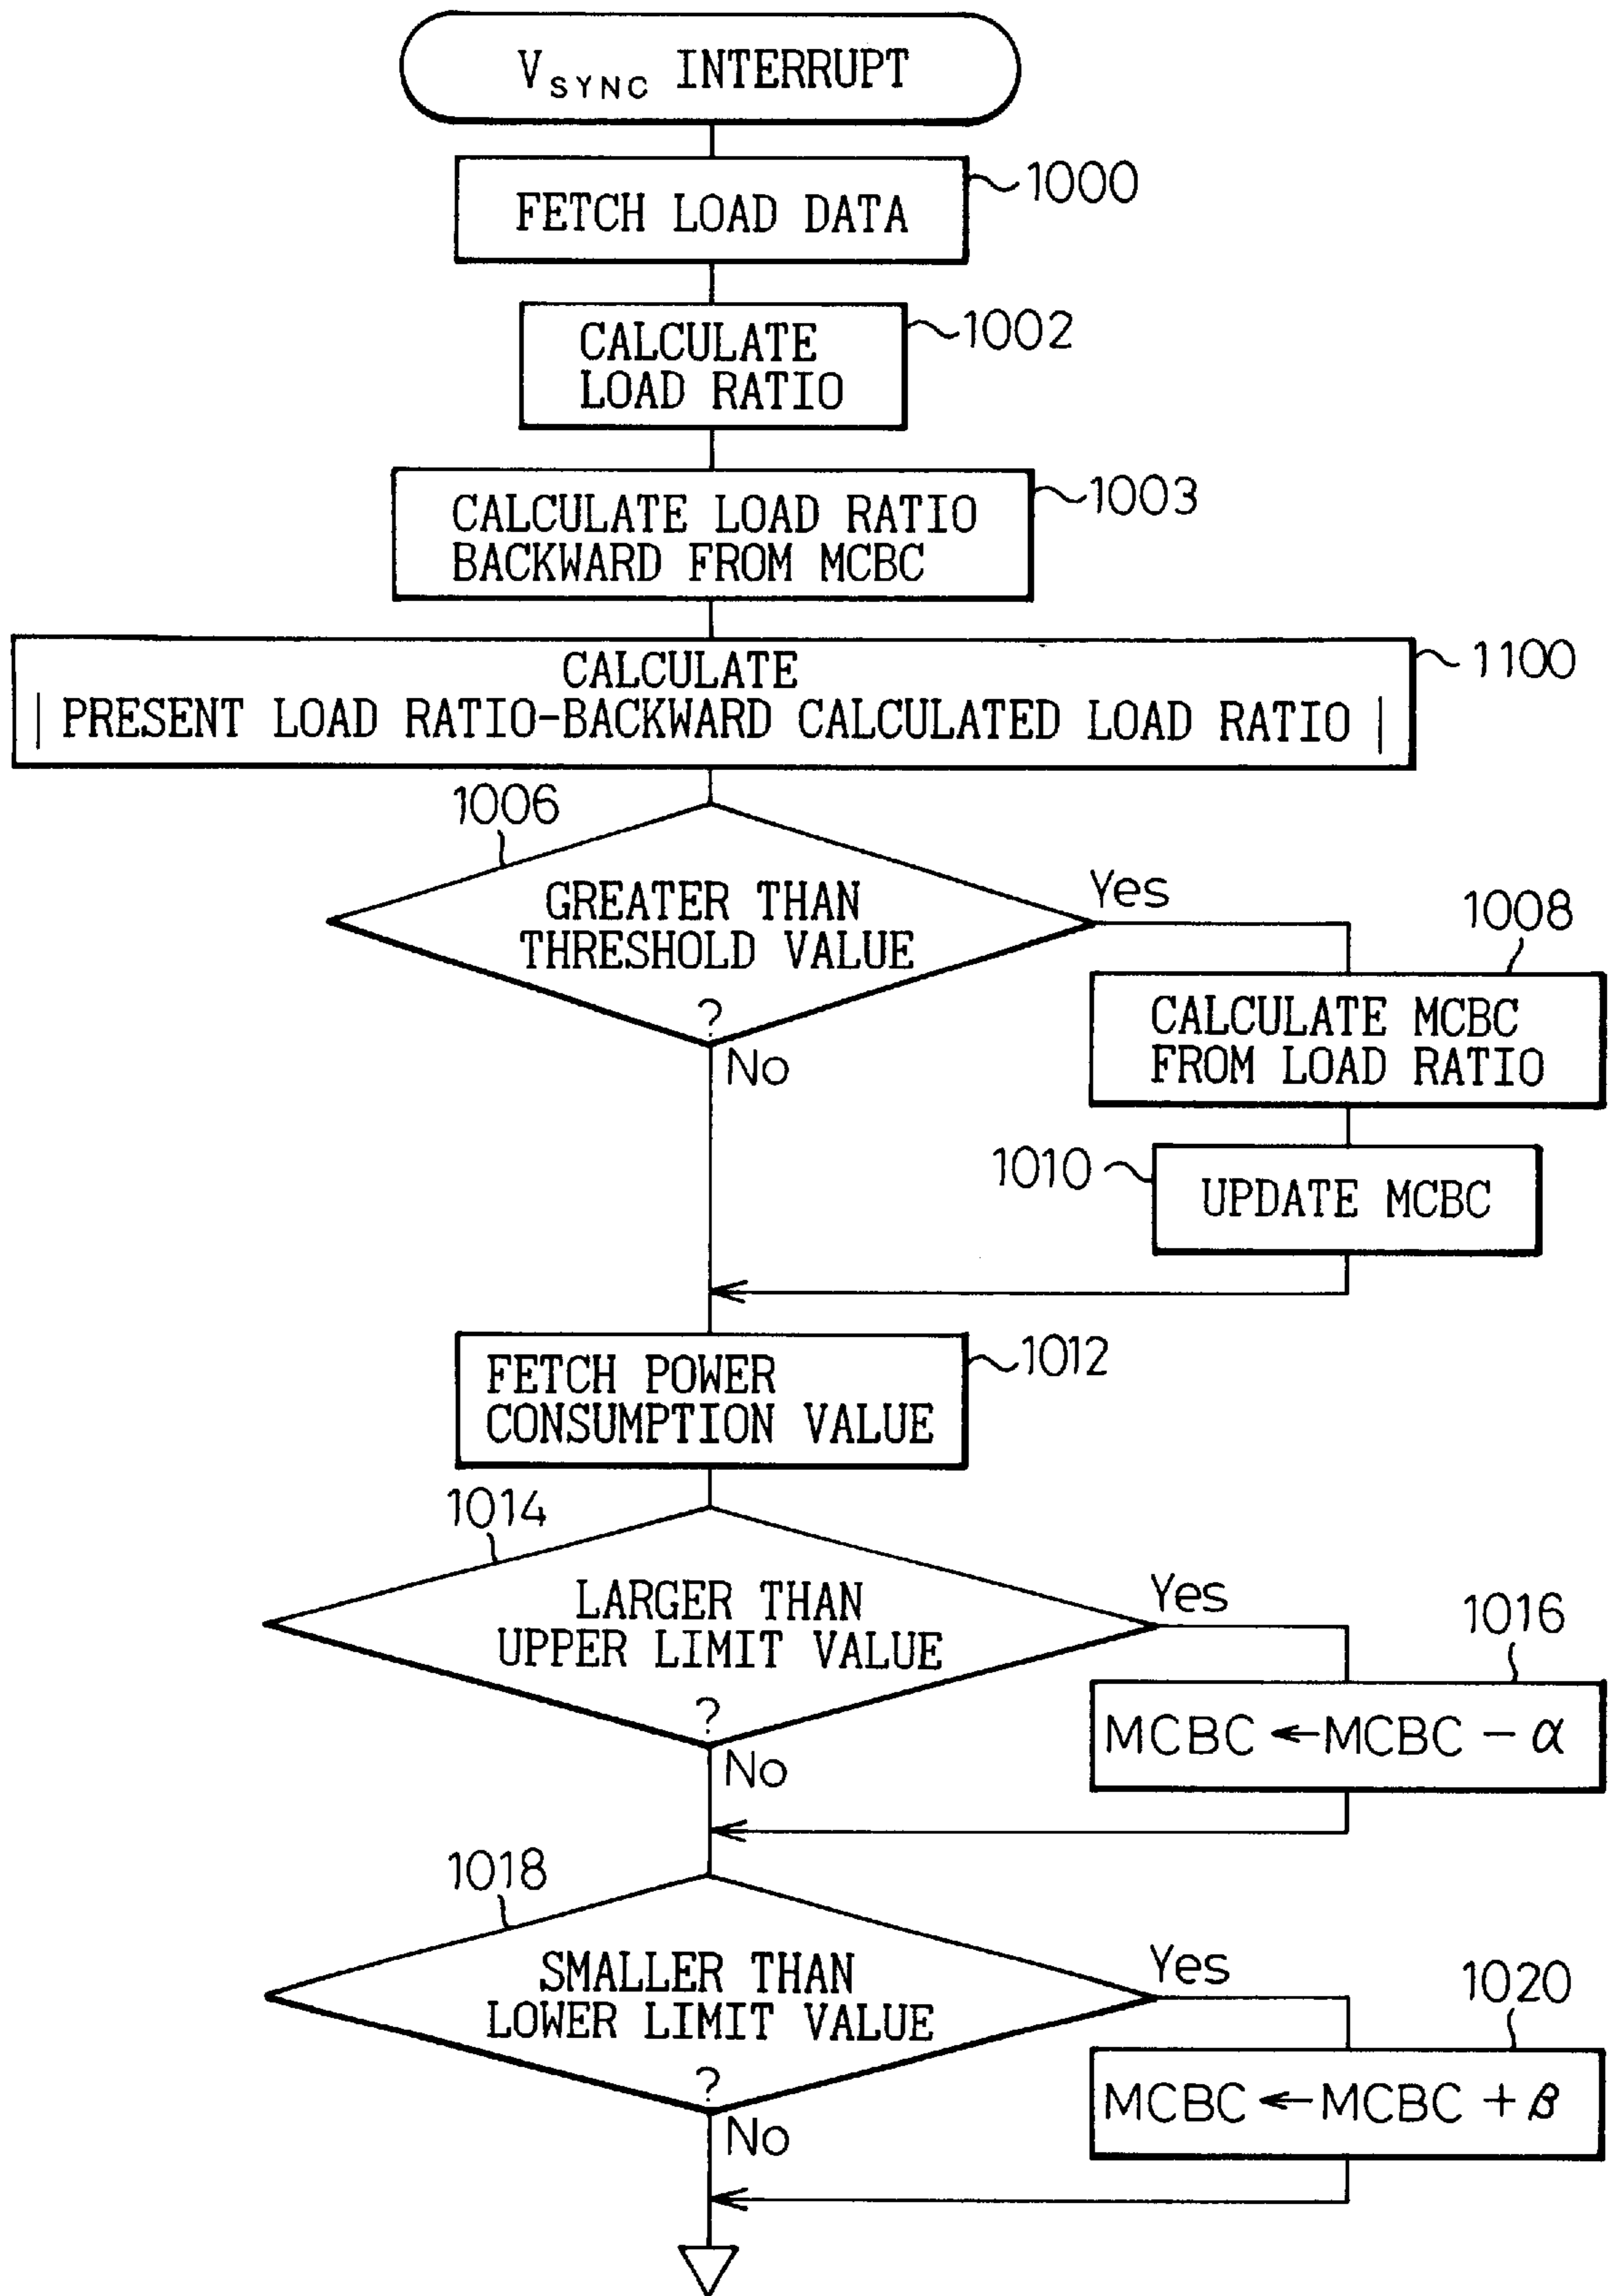 VSYNC INTERRUPT
1000
FETCH LOAD DATA
1002
CALCULATE
LOAD RATIO
1003
CALCULATE LOAD RATIO
BACKWARD FROM MCBC
1100
CALCULATE
| PRESENT LOAD RATIO-BACKWARD CALCULATED LOAD RATIO |
1006
GREATER THAN
THRESHOLD VALUE
?
Yes
No
1008
CALCULATE MCBC
FROM LOAD RATIO
1010
UPDATE MCBC
1012
FETCH POWER
CONSUMPTION VALUE
1014
LARGER THAN
UPPER LIMIT VALUE
?
Yes
No
1016
MCBC ← MCBC − α
1018
SMALLER THAN
LOWER LIMIT VALUE
?
Yes
No
1020
MCBC ← MCBC + β